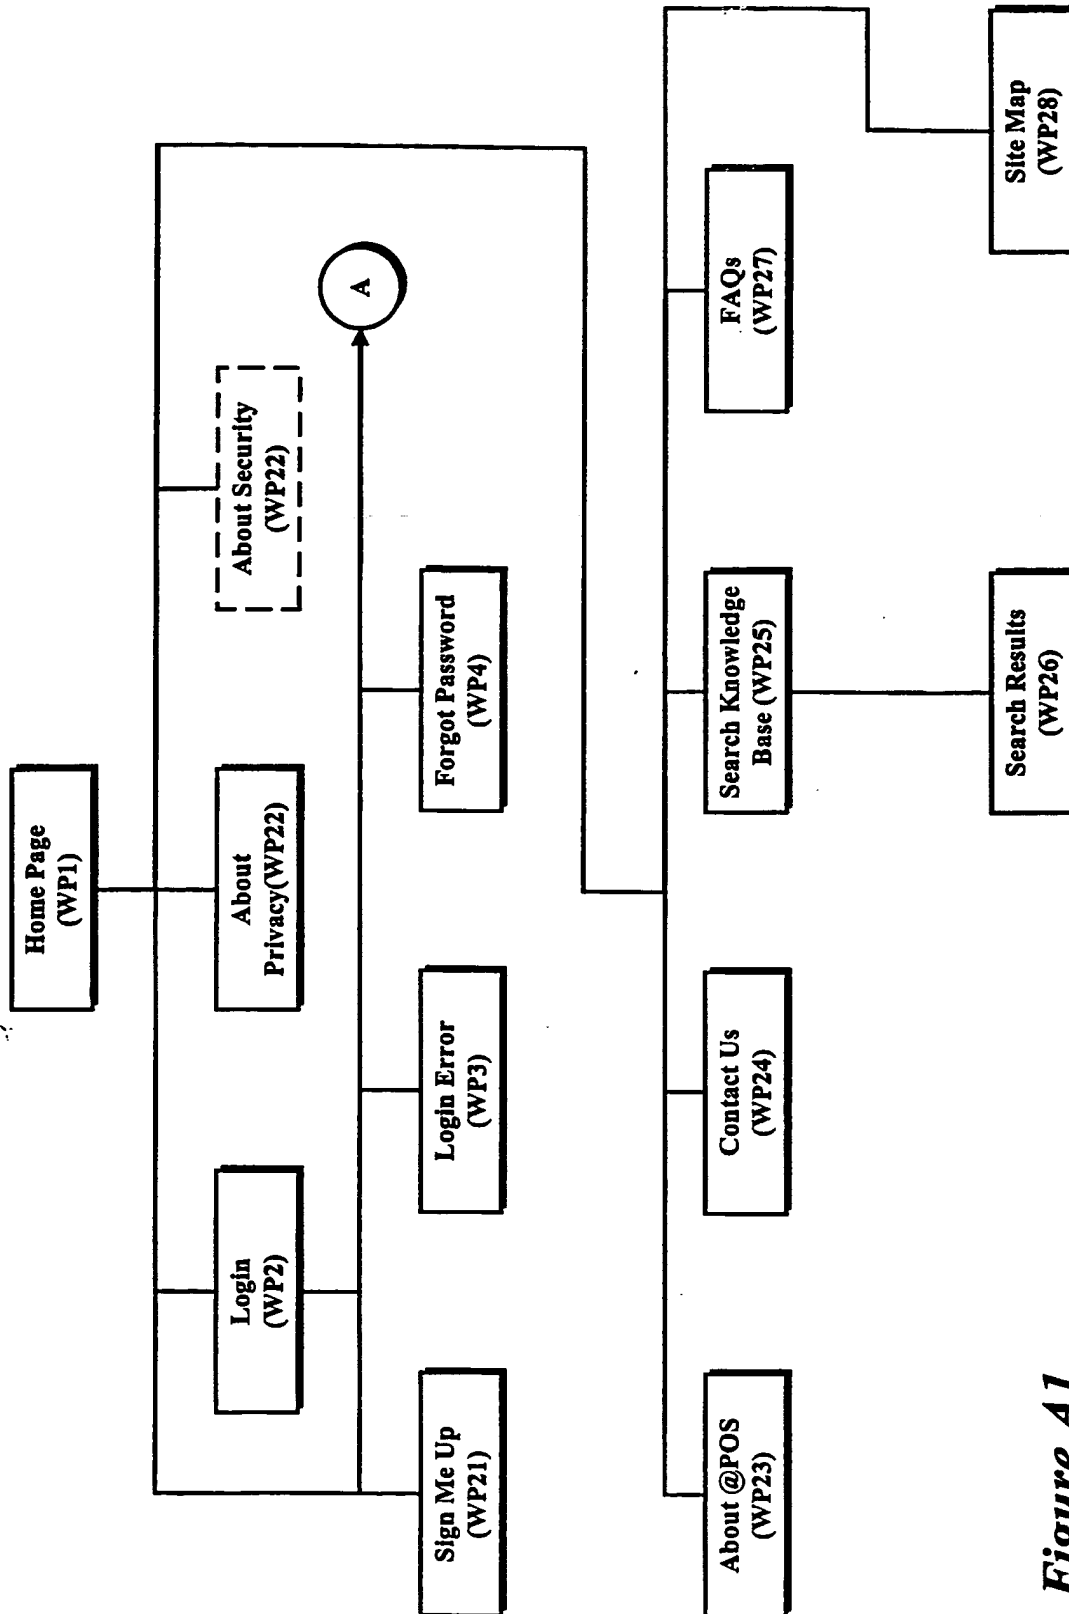 Home Page
(WP1)
Login
(WP2)
About
Privacy(WP22)
About Security
(WP22)
A
Sign Me Up
(WP21)
Login Error
(WP3)
Forgot Password
(WP4)
About @POS
(WP23)
Contact Us
(WP24)
Search Knowledge
Base (WP25)
FAQs
(WP27)
Search Results
(WP26)
Site Map
(WP28)
Figure A1